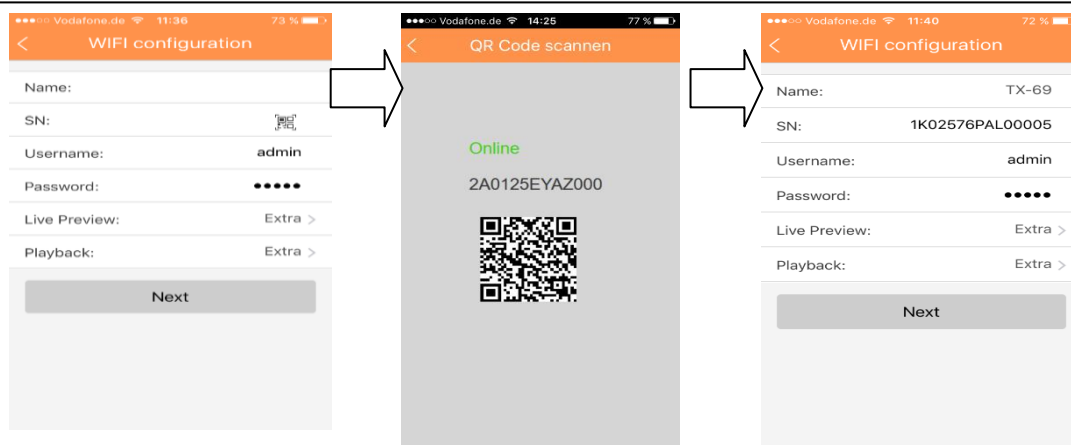 Vodafone.de 11:36 73 %
WIFI configuration
Name:
SN:
Username: admin
Password: •••••
Live Preview: Extra >
Playback: Extra >
Next
Vodafone.de 14:25 77 %
QR Code scannen
Online
2A0125EYAZ000
Vodafone.de 11:40 72 %
WIFI configuration
Name: TX-69
SN: 1K02576PAL00005
Username: admin
Password: •••••
Live Preview: Extra >
Playback: Extra >
Next